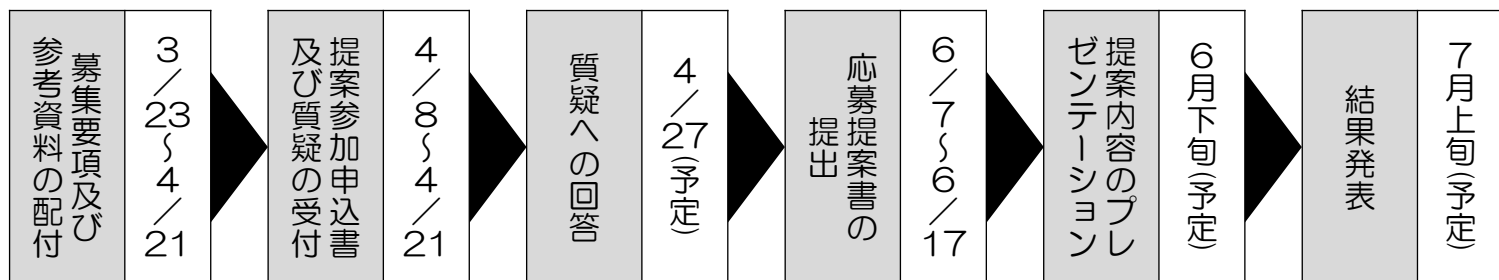 募集要項及び
参考資料の配付
3/23～4/21
提案参加申込書
及び質疑の受付
4/8～4/21
質疑への回答
4/27(予定)
応募提案書の
提出
6/7～6/17
提案内容のプレ
ゼンテーション
6月下旬(予定)
結果発表
7月上旬(予定)